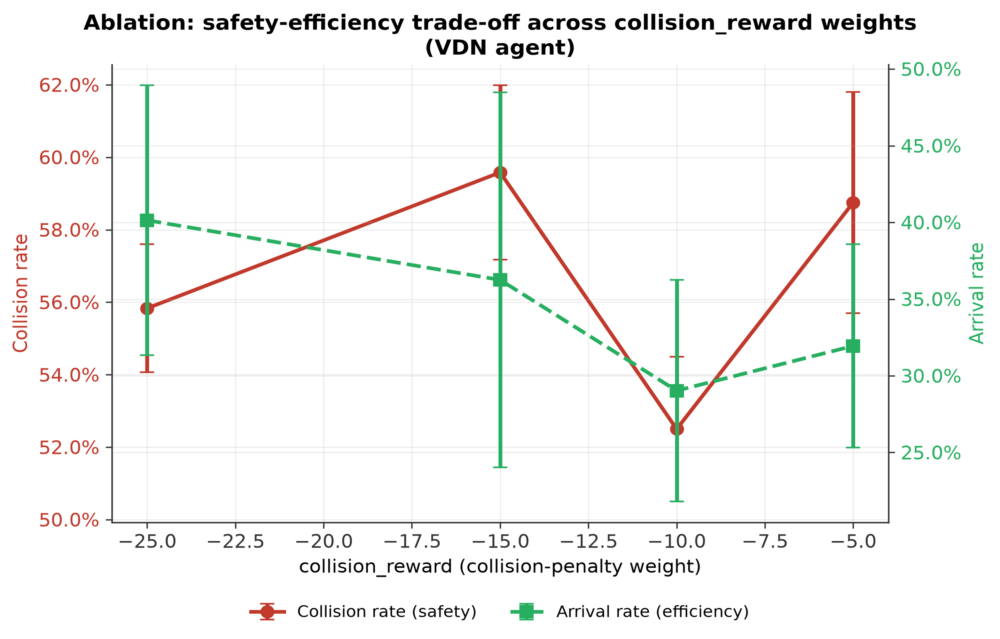 Ablation: safety-efficiency trade-off across collision_reward weights
(VDN agent)
62.0%
60.0%
58.0%
56.0%
54.0%
52.0%
50.0%
Collision rate
50.0%
45.0%
40.0%
35.0%
30.0%
25.0%
Arrival rate
−25.0 −22.5 −20.0 −17.5 −15.0 −12.5 −10.0 −7.5 −5.0
collision_reward (collision-penalty weight)
Collision rate (safety) Arrival rate (efficiency)